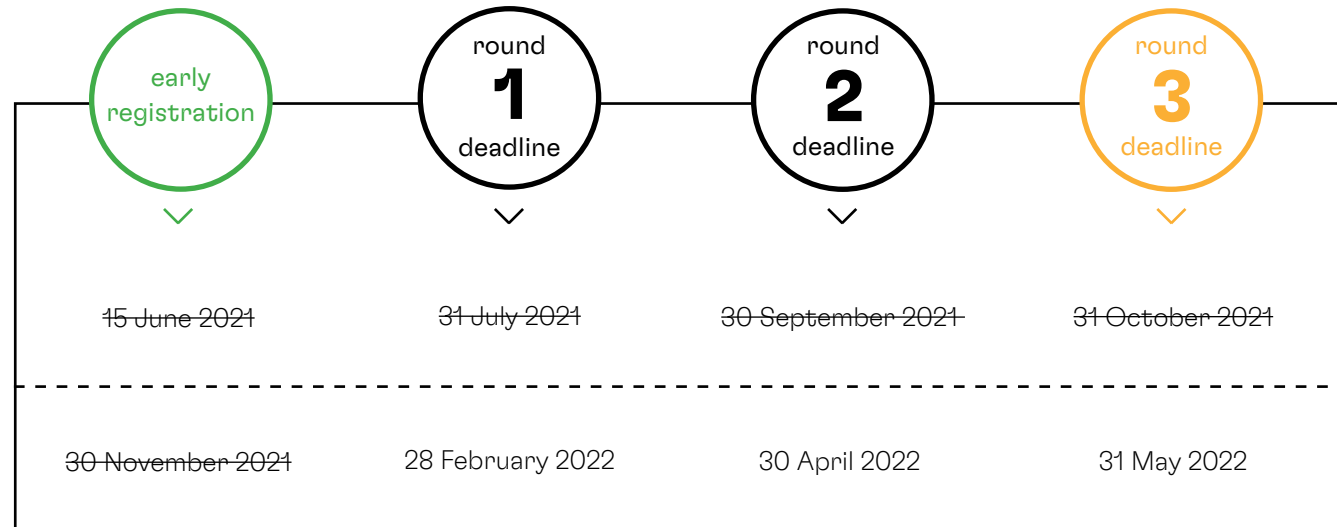 early
registration
round
1
deadline
round
2
deadline
round
3
deadline
15 June 2021
31 July 2021
30 September 2021
31 October 2021
30 November 2021
28 February 2022
30 April 2022
31 May 2022